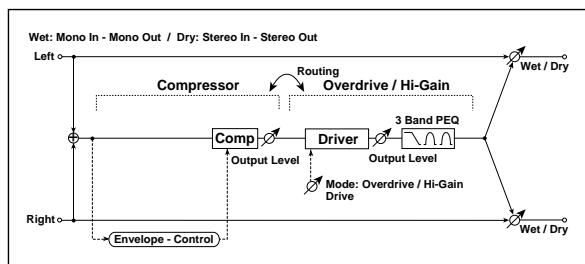 Wet: Mono In - Mono Out / Dry: Stereo In - Stereo Out
Left
Wet / Dry
Routing
Compressor
Overdrive / Hi-Gain
3 Band PEQ
Comp
Driver
Output Level
Output Level
Mode: Overdrive / Hi-Gain
Drive
Right
Wet / Dry
Envelope - Control